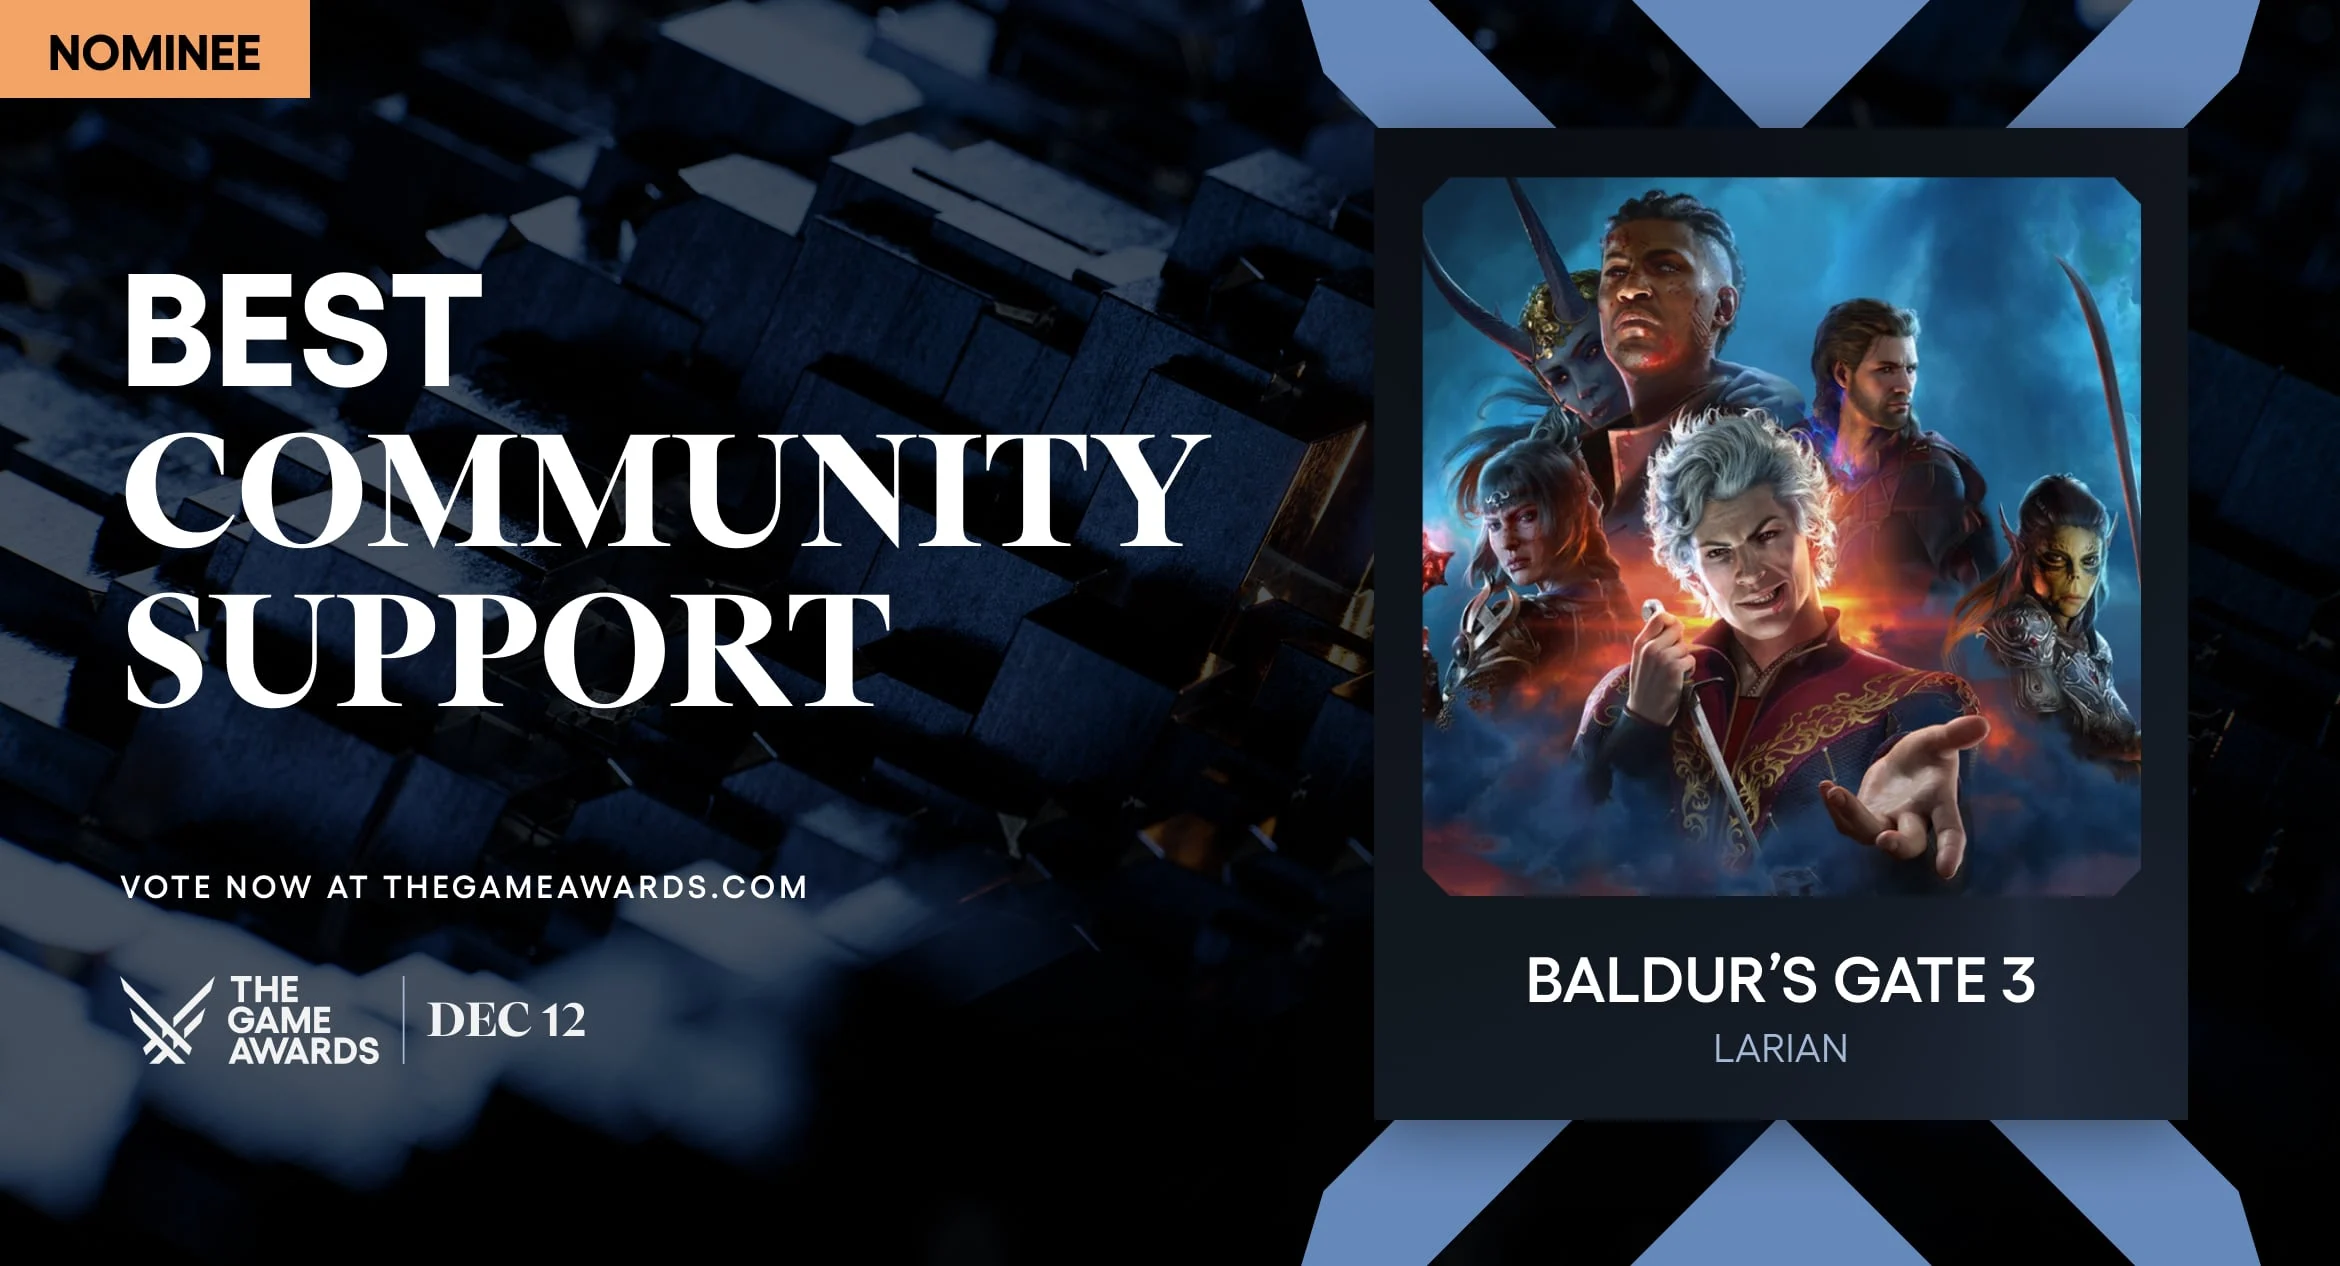 NOMINEE
BEST
COMMUNITY
SUPPORT
VOTE NOW AT THEGAMEAWARDS.COM
THE
GAME
AWARDS
DEC 12
BALDUR’S GATE 3
LARIAN